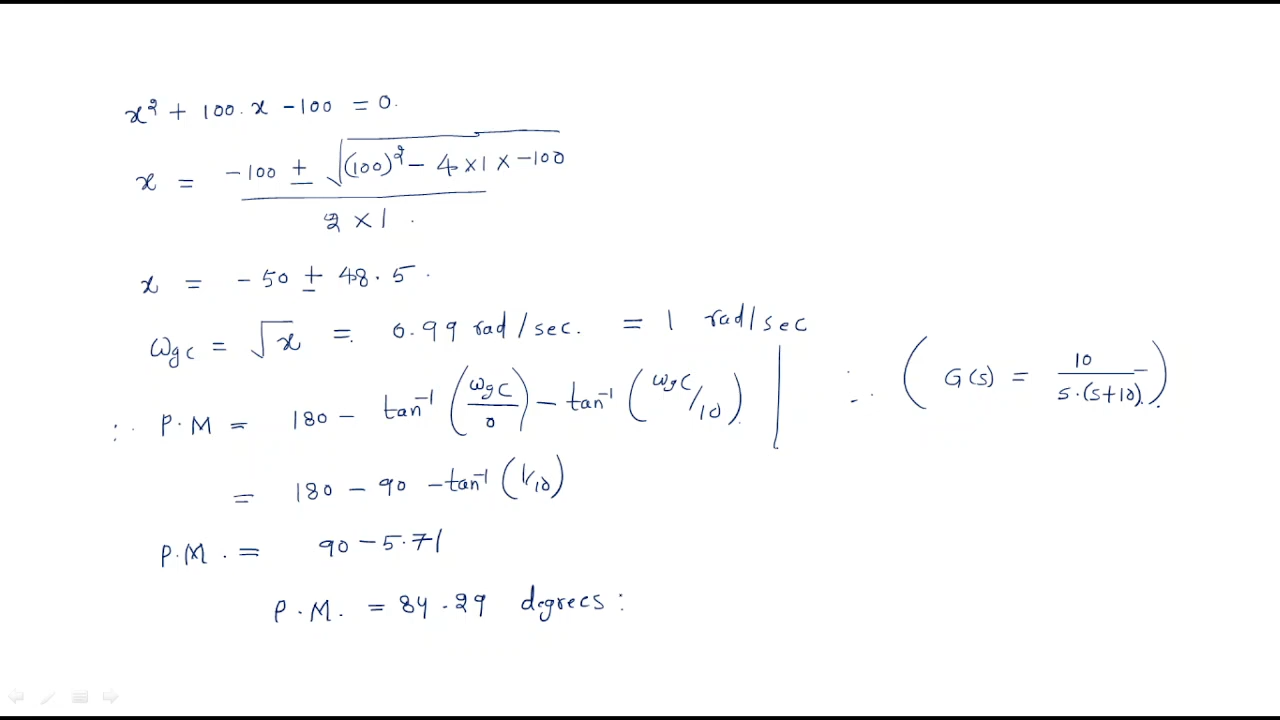 x² + 100.x -100 = 0.
x = (-100 ± √((100)² - 4 x 1 x -100)) / (2 x 1).
x = -50 ± 48.5.
ωgc = √x = 0.99 rad/sec. = 1 rad/sec
∴ P.M = 180 - tan⁻¹(ωgc/0) - tan⁻¹(ωgc/10) | ∴ (G(s) = 10/(s.(s+10)))
= 180 - 90 - tan⁻¹(1/10)
P.M. = 90 - 5.71
P.M. = 84.29 degrees: